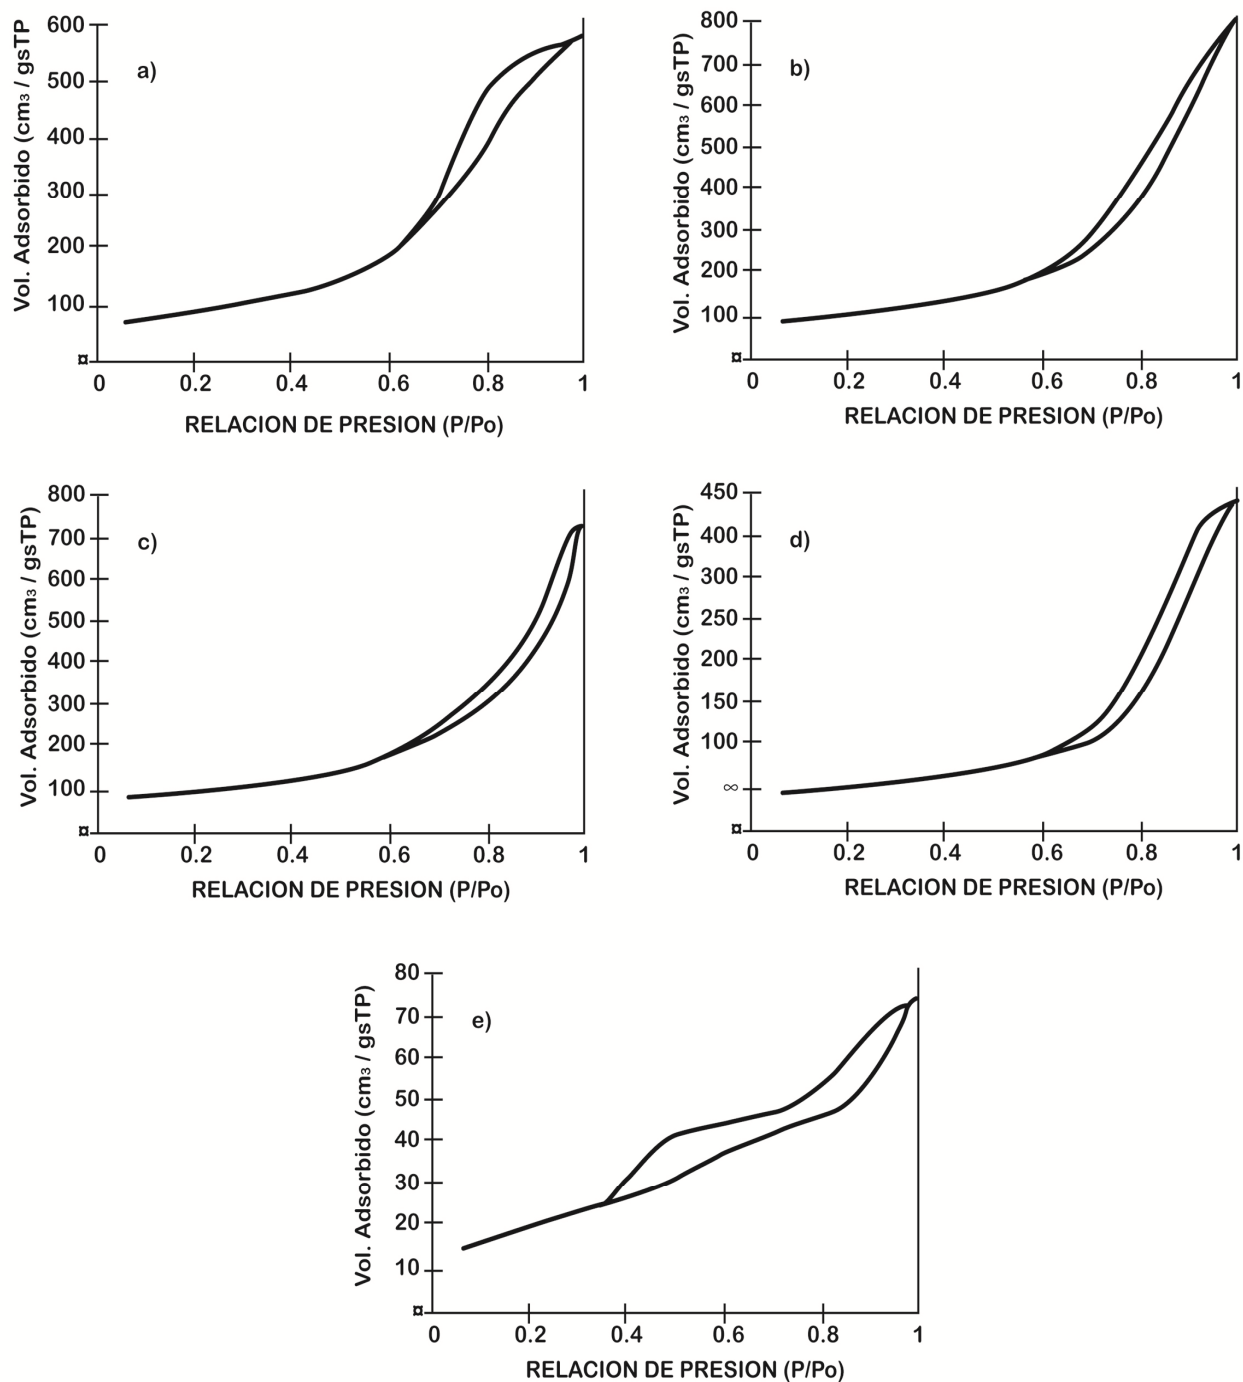 600
500
400
300
200
100
¤
Vol. Adsorbido (cm3 / gsTP
a)
0 0.2 0.4 0.6 0.8 1
RELACION DE PRESION (P/Po)
800
700
600
500
400
300
200
100
¤
Vol. Adsorbido (cm3 / gsTP)
b)
0 0.2 0.4 0.6 0.8 1
RELACION DE PRESION (P/Po)
800
700
600
500
400
300
200
100
¤
Vol. Adsorbido (cm3 / gsTP)
c)
0 0.2 0.4 0.6 0.8 1
RELACION DE PRESION (P/Po)
450
400
300
250
200
150
100
∞
¤
Vol. Adsorbido (cm3 / gsTP)
d)
0 0.2 0.4 0.6 0.8 1
RELACION DE PRESION (P/Po)
80
70
60
50
40
30
20
10
¤
Vol. Adsorbido (cm3 / gsTP)
e)
0 0.2 0.4 0.6 0.8 1
RELACION DE PRESION (P/Po)